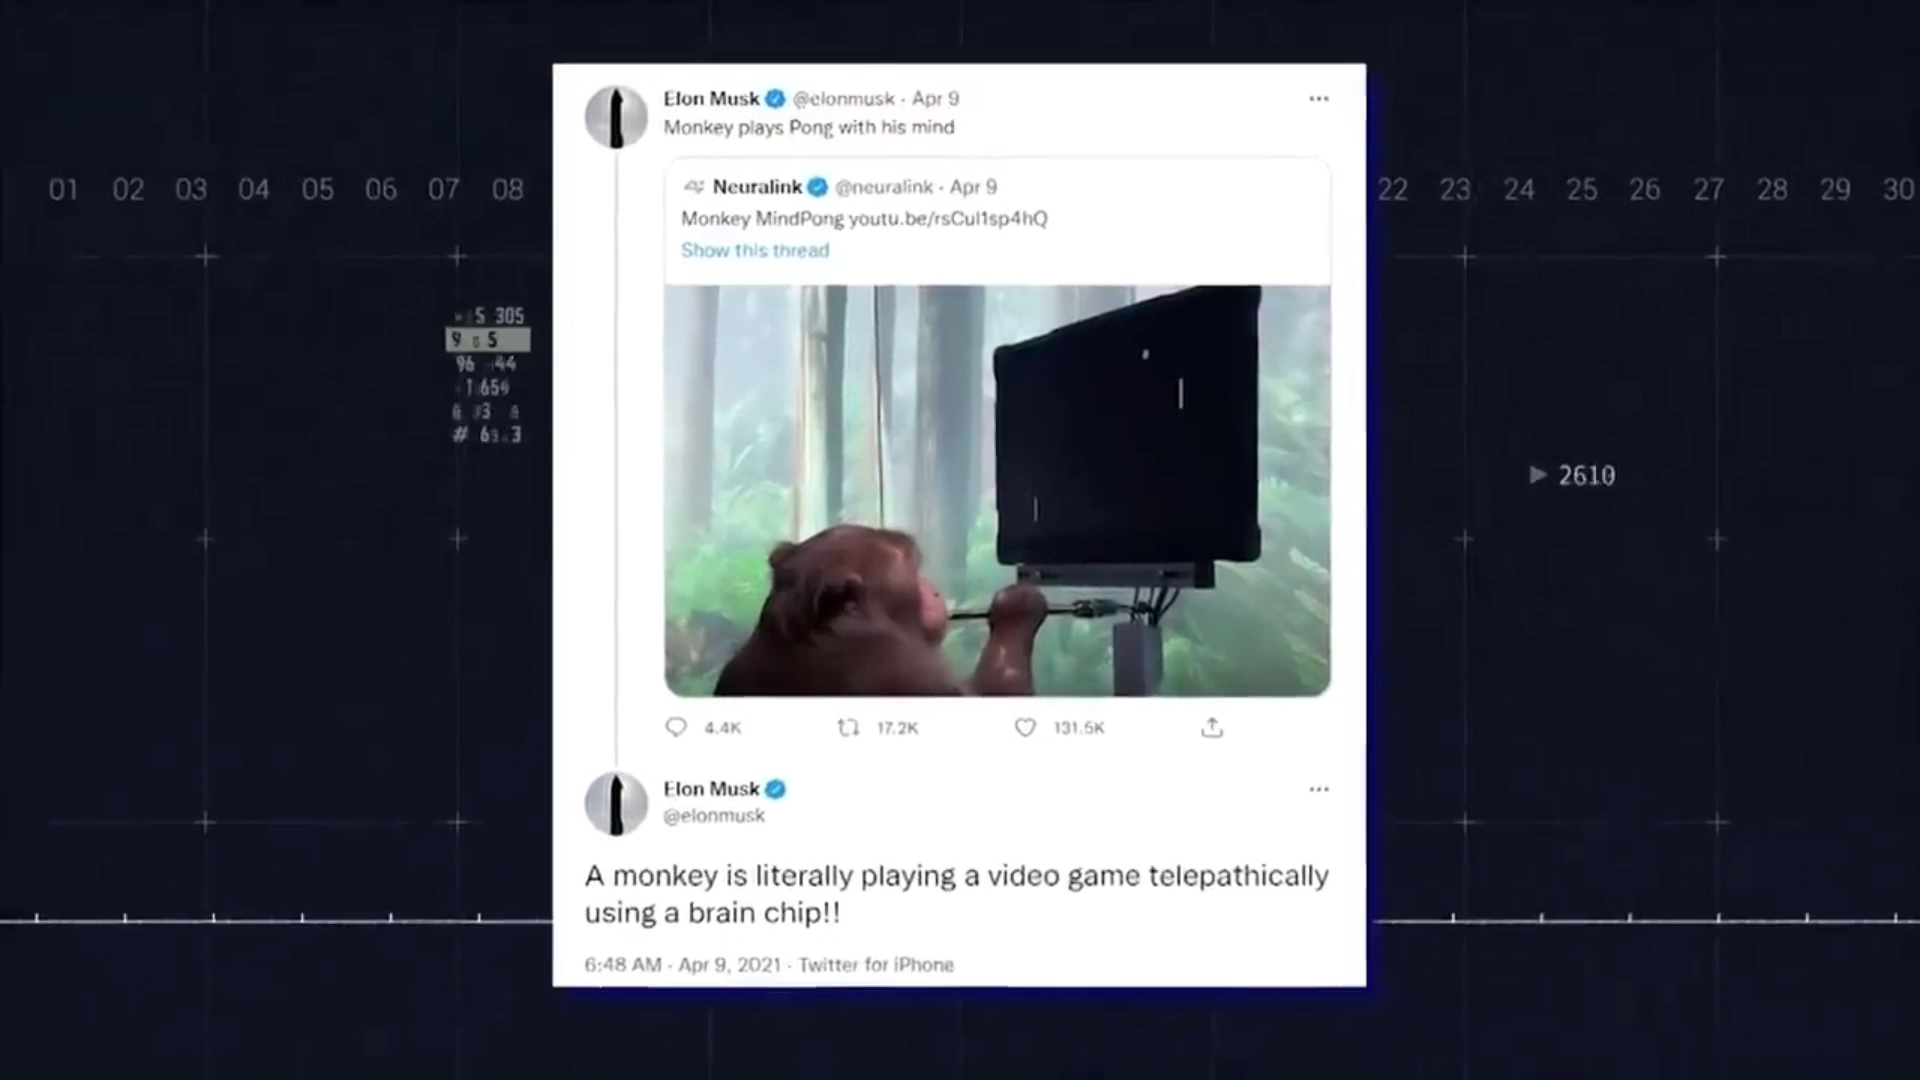 Elon Musk @elonmusk · Apr 9
Monkey plays Pong with his mind
Neuralink @neuralink · Apr 9
Monkey MindPong youtu.be/rsCul1sp4hQ
Show this thread
4.4K 17.2K 131.5K
Elon Musk
@elonmusk
A monkey is literally playing a video game telepathically
using a brain chip!!
6:48 AM · Apr 9, 2021 · Twitter for iPhone
01 02 03 04 05 06 07 08
22 23 24 25 26 27 28 29 30
2610